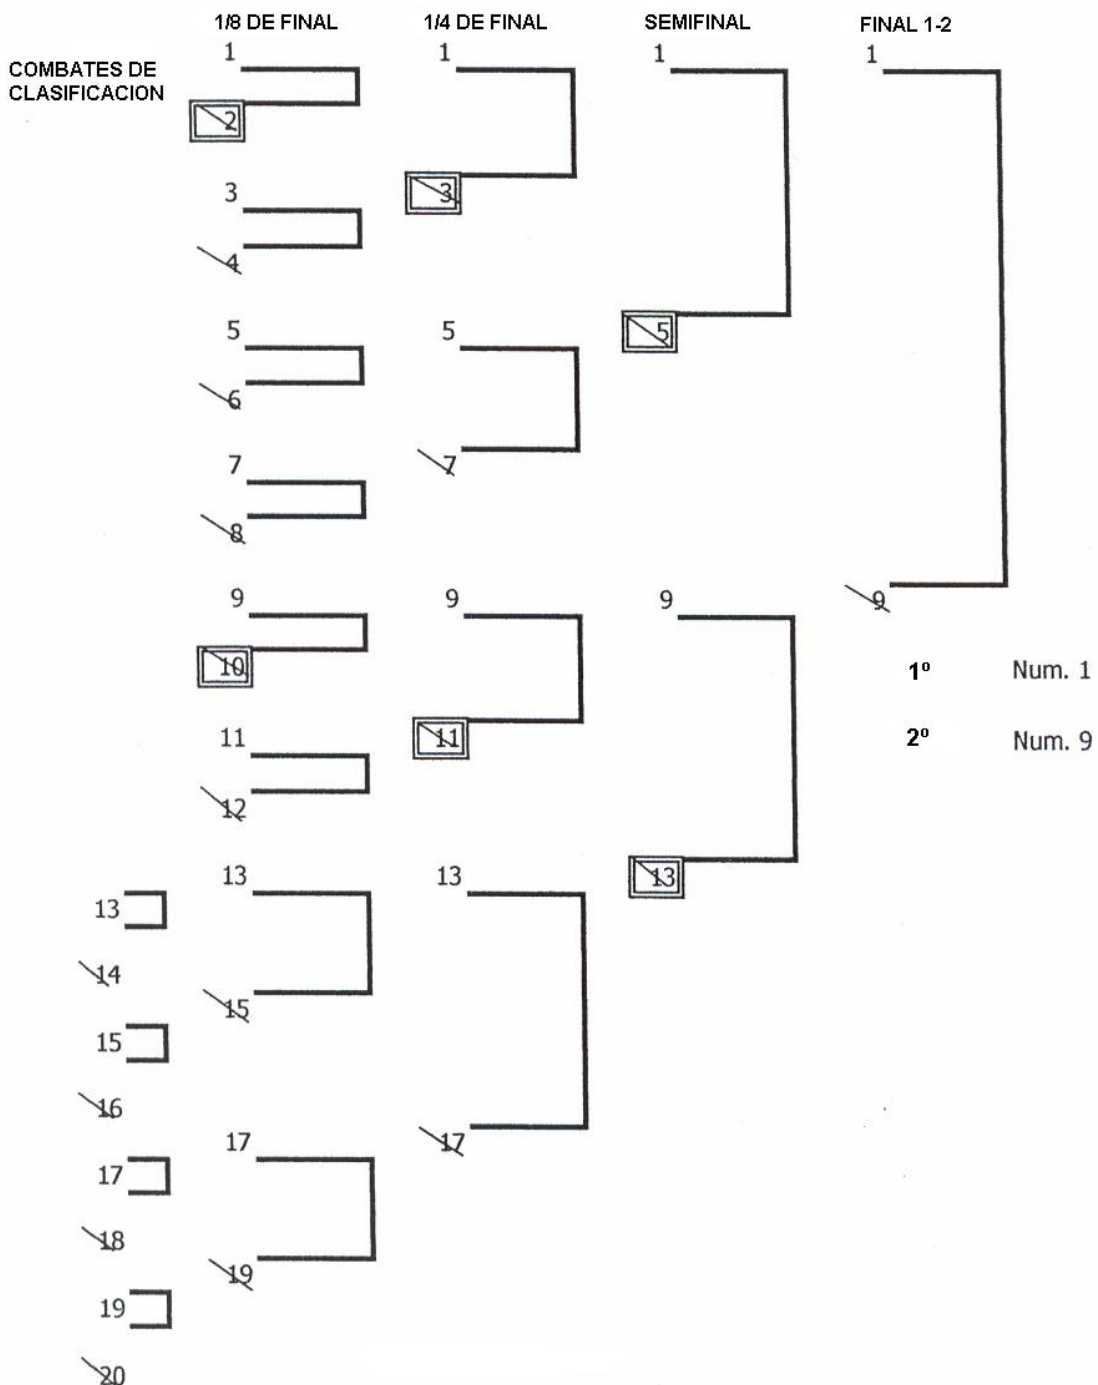 1/8 DE FINAL 1/4 DE FINAL SEMIFINAL FINAL 1-2
COMBATES DE
CLASIFICACION
1 1 1 1
2
3 3
4
5 5 5
6
7 7
8
9 9 9 9
10
1º Num. 1
11 11
2º Num. 9
12
13 13 13 13
14
15 15
16
17 17 17
18
19 19
20